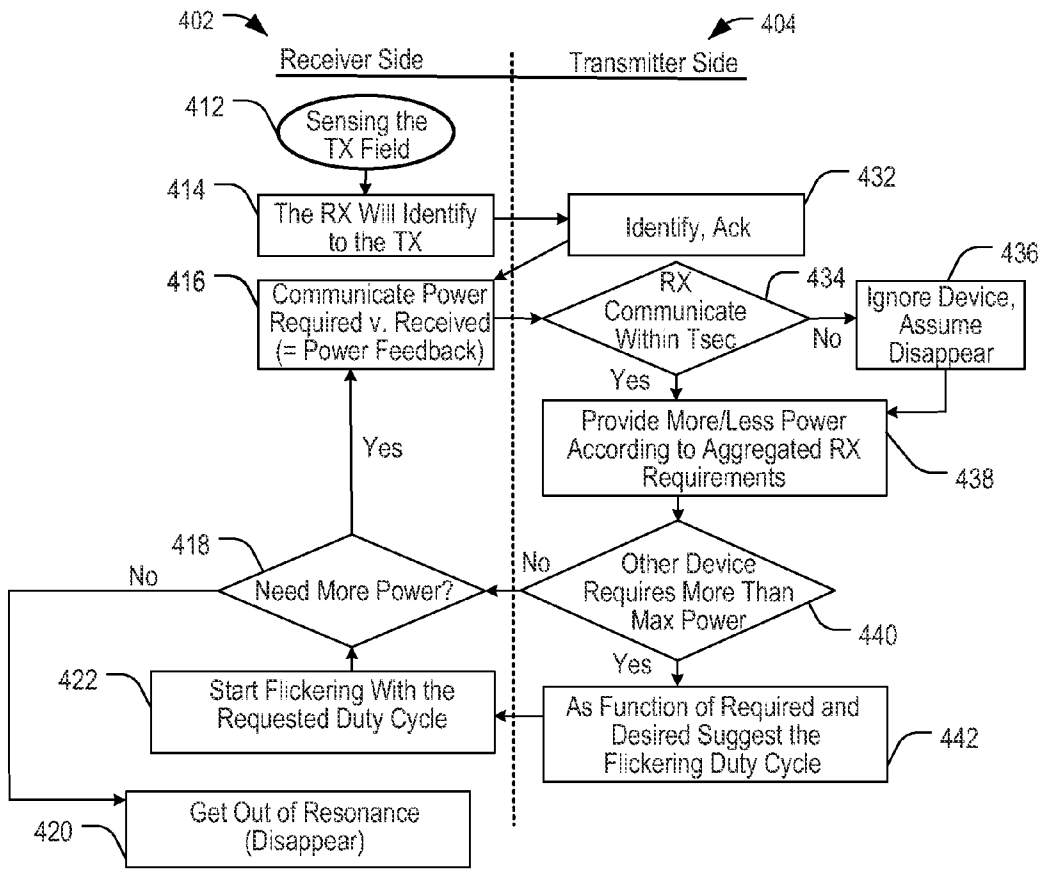 402
404
Receiver Side
Transmitter Side
412
Sensing the
TX Field
414
The RX Will Identify
to the TX
432
Identify, Ack
416
Communicate Power
Required v. Received
(= Power Feedback)
434
RX
Communicate
Within Tsec
No
436
Ignore Device,
Assume
Disappear
Yes
Provide More/Less Power
According to Aggregated RX
Requirements
438
Yes
418
No
Need More Power?
No
Other Device
Requires More Than
Max Power
440
Yes
422
Start Flickering With the
Requested Duty Cycle
As Function of Required and
Desired Suggest the
Flickering Duty Cycle
442
Get Out of Resonance
(Disappear)
420